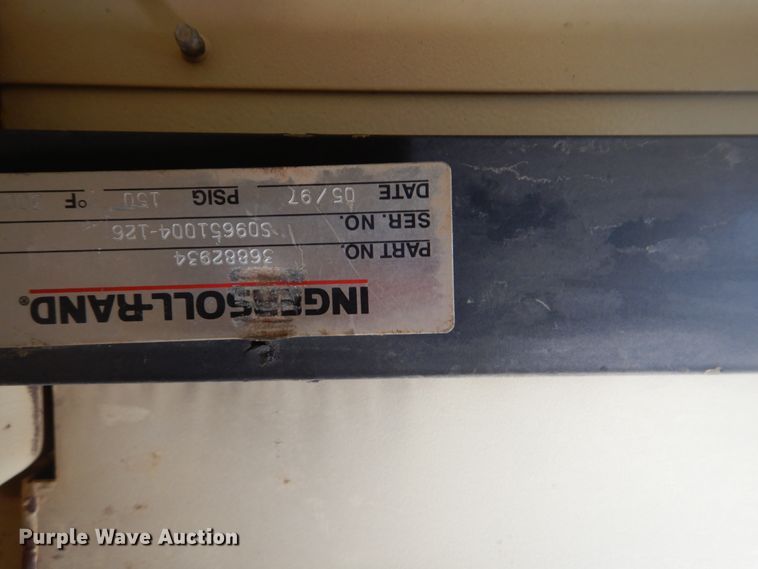 INGERSOLL-RAND®
PART NO. 36882934
SER. NO. S09651004-126
DATE 05/97 PSIG 150 °F
Purple Wave Auction